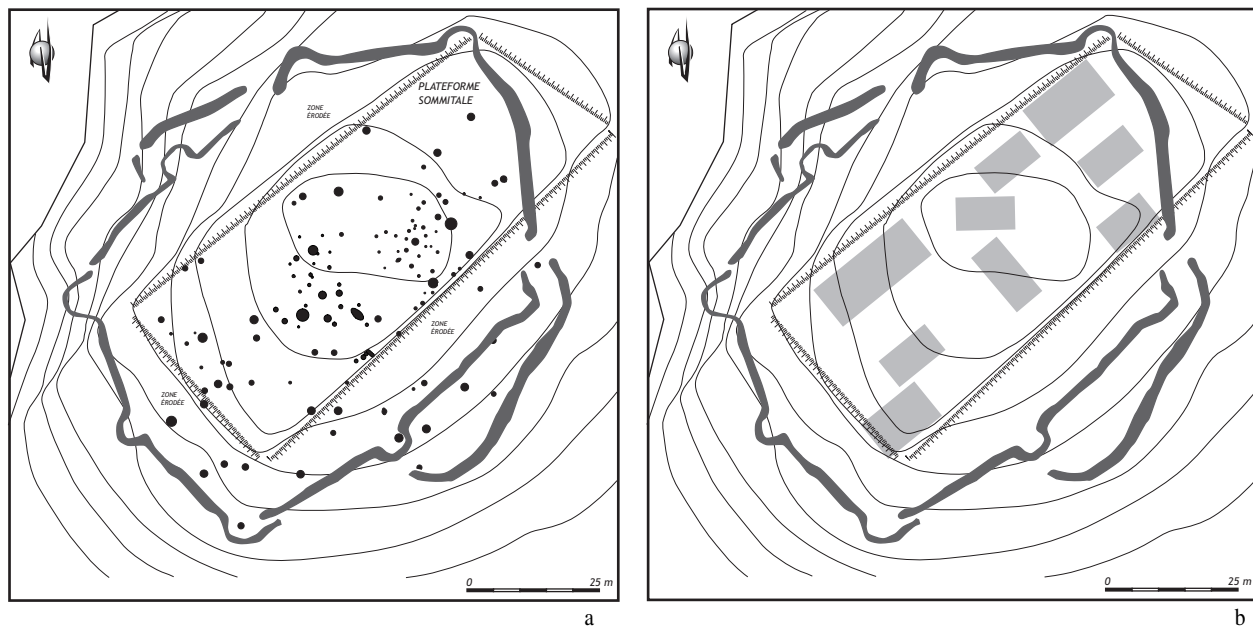 PLATEFORME
SOMMITALE
ZONE
ÉRODÉE
ZONE
ÉRODÉE
ZONE
ÉRODÉE
0 25 m
a
0 25 m
b